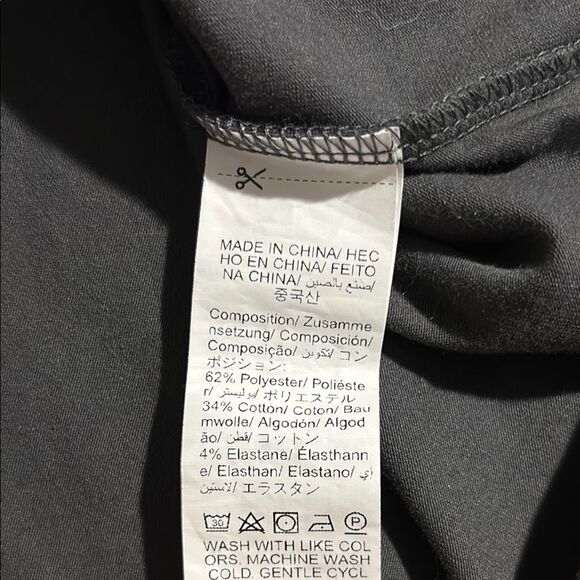 MADE IN CHINA/ HEC
HO EN CHINA/ FEITO
NA CHINA/ صنع بالصين/
중국산
Composition/ Zusamme
nsetzung/ Composición/
Composição/ تكوين/ コン
ポジション:
62% Polyester/ Poliéste
r/ بوليستر/ ポリエステル
34% Cotton/ Coton/ Bau
mwolle/ Algodón/ Algod
ão/ قطن/ コットン
4% Elastane/ Élasthann
e/ Elasthan/ Elastano/ إي
لاستين/ エラスタン
30 P
WASH WITH LIKE COL
ORS. MACHINE WASH
COLD. GENTLE CYCL